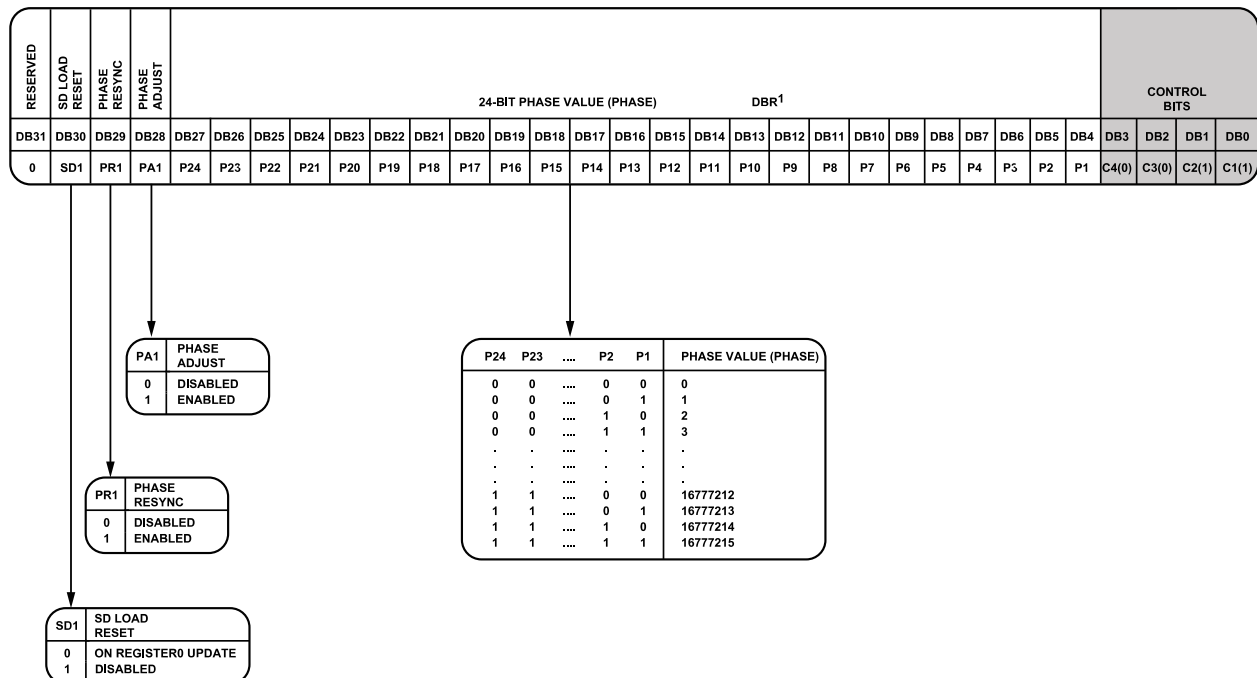 RESERVED
SD LOAD
RESET
PHASE
RESYNC
PHASE
ADJUST
24-BIT PHASE VALUE (PHASE) DBR1
CONTROL
BITS
DB31 DB30 DB29 DB28 DB27 DB26 DB25 DB24 DB23 DB22 DB21 DB20 DB19 DB18 DB17 DB16 DB15 DB14 DB13 DB12 DB11 DB10 DB9 DB8 DB7 DB6 DB5 DB4 DB3 DB2 DB1 DB0
0 SD1 PR1 PA1 P24 P23 P22 P21 P20 P19 P18 P17 P16 P15 P14 P13 P12 P11 P10 P9 P8 P7 P6 P5 P4 P3 P2 P1 C4(0) C3(0) C2(1) C1(1)
PA1 PHASE
ADJUST
0 DISABLED
1 ENABLED
P24 P23 .... P2 P1 PHASE VALUE (PHASE)
0 0 .... 0 0 0
0 0 .... 0 1 1
0 0 .... 1 0 2
0 0 .... 1 1 3
. . .... . . .
. . .... . . .
. . .... . . .
1 1 .... 0 0 16777212
1 1 .... 0 1 16777213
1 1 .... 1 0 16777214
1 1 .... 1 1 16777215
PR1 PHASE
RESYNC
0 DISABLED
1 ENABLED
SD1 SD LOAD
RESET
0 ON REGISTER0 UPDATE
1 DISABLED